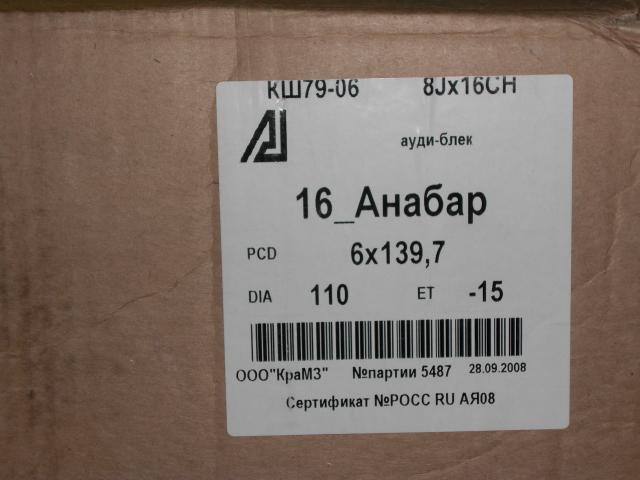 КШ79-06 8Jx16CH
ауди-блек
16_Анабар
PCD 6x139,7
DIA 110 ET -15
ООО"КраМЗ" №партии 5487 28.09.2008
Сертификат №РОСС RU АЯ08